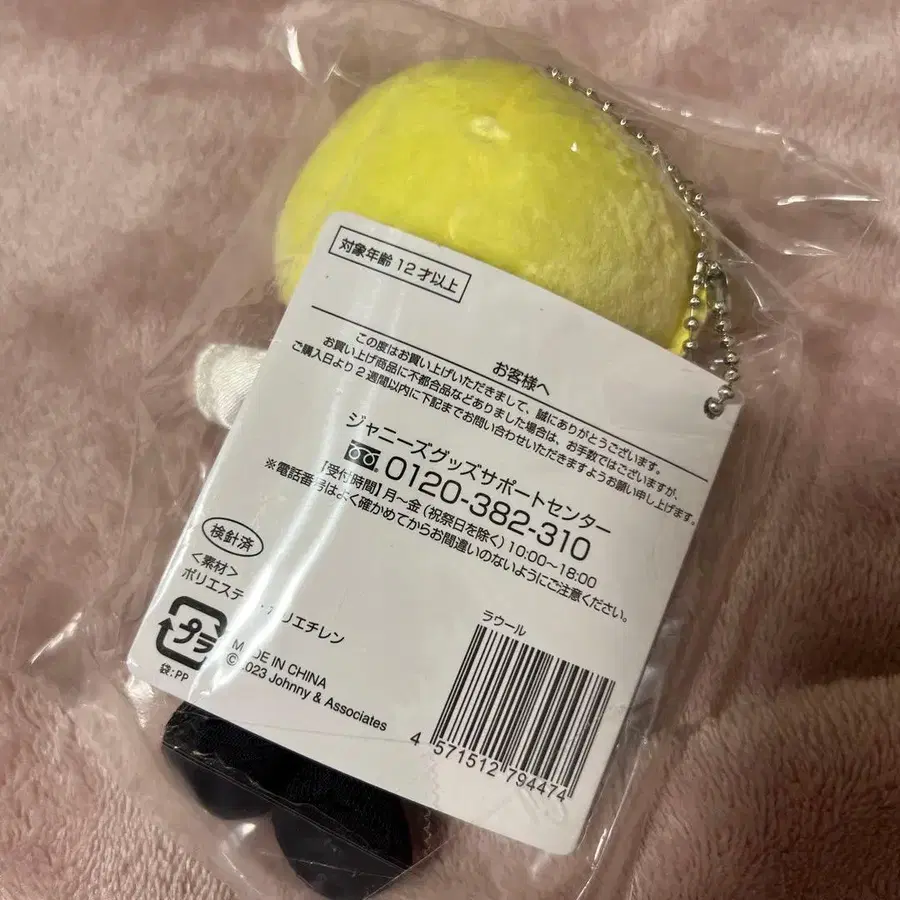 対象年齢 12 才以上
お客様へ
この度はお買い上げいただきまして、誠にありがとうございます。
お買い上げ商品に不都合品などありました場合は、お手数ではございますが、
ご購入日より2週間以内に下記までお問い合わせいただきますようお願い申し上げます。
ジャニーズグッズサポートセンター
0120-382-310
【受付時間】月〜金（祝祭日を除く）10:00〜18:00
※電話番号はよく確かめてからお間違いのないようにご注意ください。
検針済
<素材>
ポリエステ リエチレン
プラ
袋:PP
MADE IN CHINA
© 2023 Johnny & Associates
ラウール
4 571512 794474